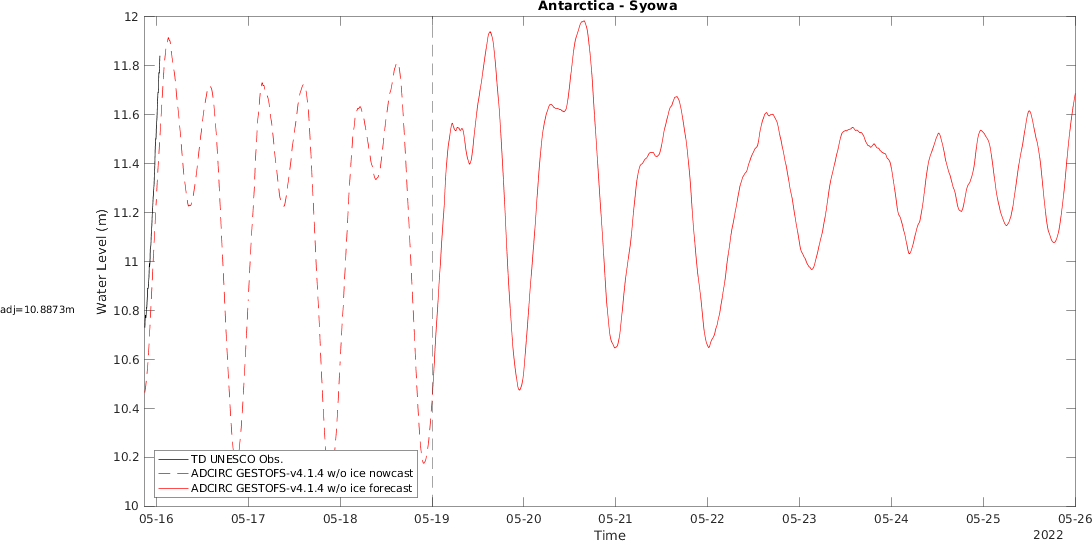 Antarctica - Syowa
12
11.8
11.6
11.4
11.2
11
10.8
10.6
10.4
10.2
10
Water Level (m)
adj=10.8873m
TD UNESCO Obs.
ADCIRC GESTOFS-v4.1.4 w/o ice nowcast
ADCIRC GESTOFS-v4.1.4 w/o ice forecast
05-16 05-17 05-18 05-19 05-20 05-21 05-22 05-23 05-24 05-25 05-26
Time
2022